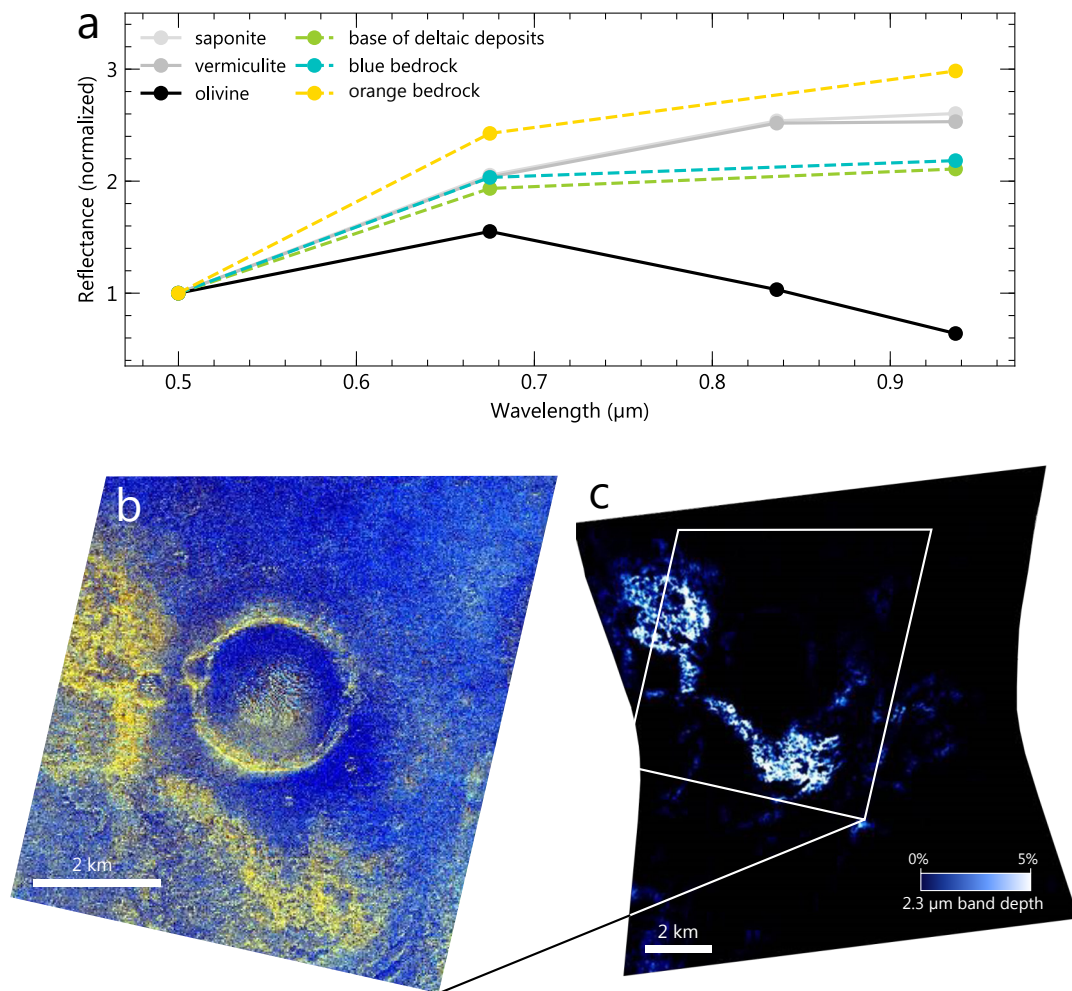 a
saponite
vermiculite
olivine
base of deltaic deposits
blue bedrock
orange bedrock
3
2
1
Reflectance (normalized)
0.5 0.6 0.7 0.8 0.9
Wavelength (μm)
b
2 km
c
0% 5%
2.3 μm band depth
2 km